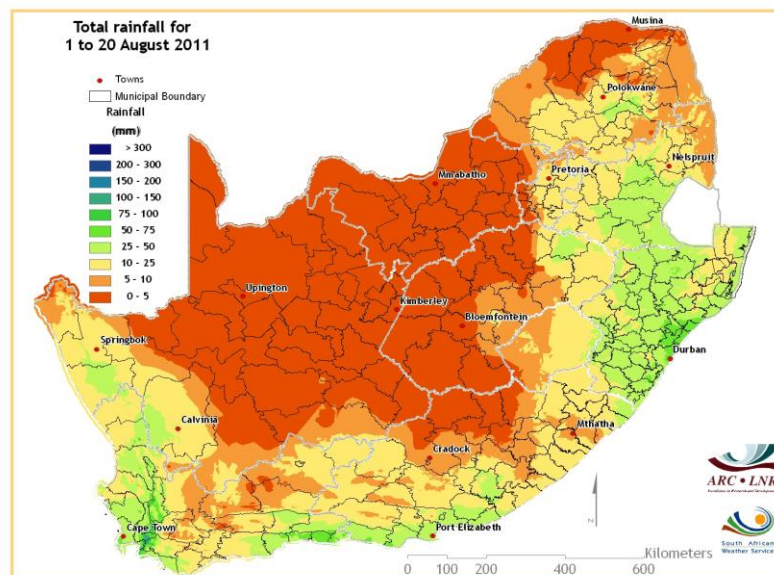 Total rainfall for
1 to 20 August 2011
Towns
Municipal Boundary
Rainfall
(mm)
> 300
200 - 300
150 - 200
100 - 150
75 - 100
50 - 75
25 - 50
10 - 25
5 - 10
0 - 5
Musina
Polokwane
Nelspruit
Pretoria
Mmabatho
Upington
Kimberley
Bloemfontein
Springbok
Durban
Calvinia
Mthatha
Cradock
Cape Town
Port Elizabeth
z
ARC • LNR
South African
Weather Service
Kilometers
0 100 200 400 600